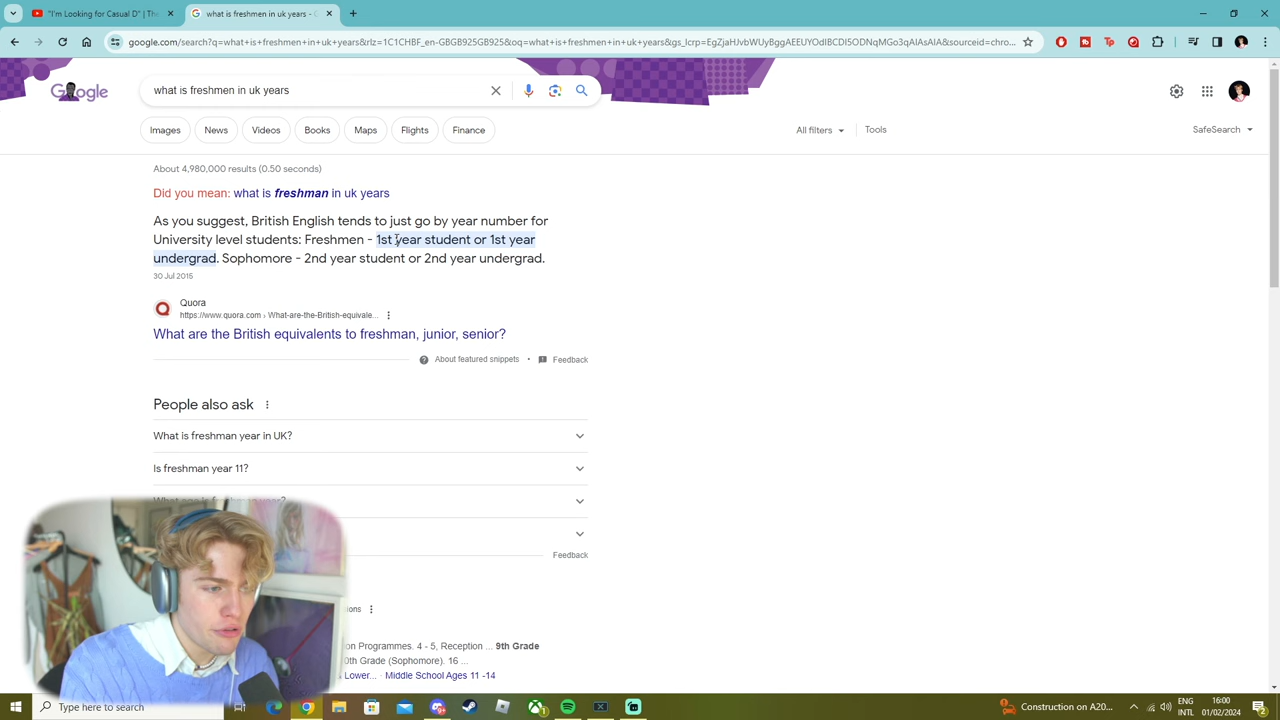 "I'm Looking for Casual D" | The
what is freshmen in uk years - G
google.com/search?q=what+is+freshmen+in+uk+years&rlz=1C1CHBF_en-GBGB925GB925&oq=what+is+freshmen+in+uk+years&gs_lcrp=EgZjaHJvbWUyBggAEEUYOdIBCDI5ODNqMGo3qAIAsAIA&sourceid=chro...
Google
what is freshmen in uk years
Images
News
Videos
Books
Maps
Flights
Finance
All filters
Tools
SafeSearch
About 4,980,000 results (0.50 seconds)
Did you mean: what is freshman in uk years
As you suggest, British English tends to just go by year number for
University level students: Freshmen - 1st year student or 1st year
undergrad. Sophomore - 2nd year student or 2nd year undergrad.
30 Jul 2015
Quora
https://www.quora.com › What-are-the-British-equivale...
What are the British equivalents to freshman, junior, senior?
About featured snippets • Feedback
People also ask
What is freshman year in UK?
Is freshman year 11?
Feedback
ions
on Programmes. 4 - 5, Reception ... 9th Grade
0th Grade (Sophomore). 16 ...
Lower... · Middle School Ages 11 -14
Type here to search
Construction on A20...
ENG
INTL
16:00
01/02/2024
2